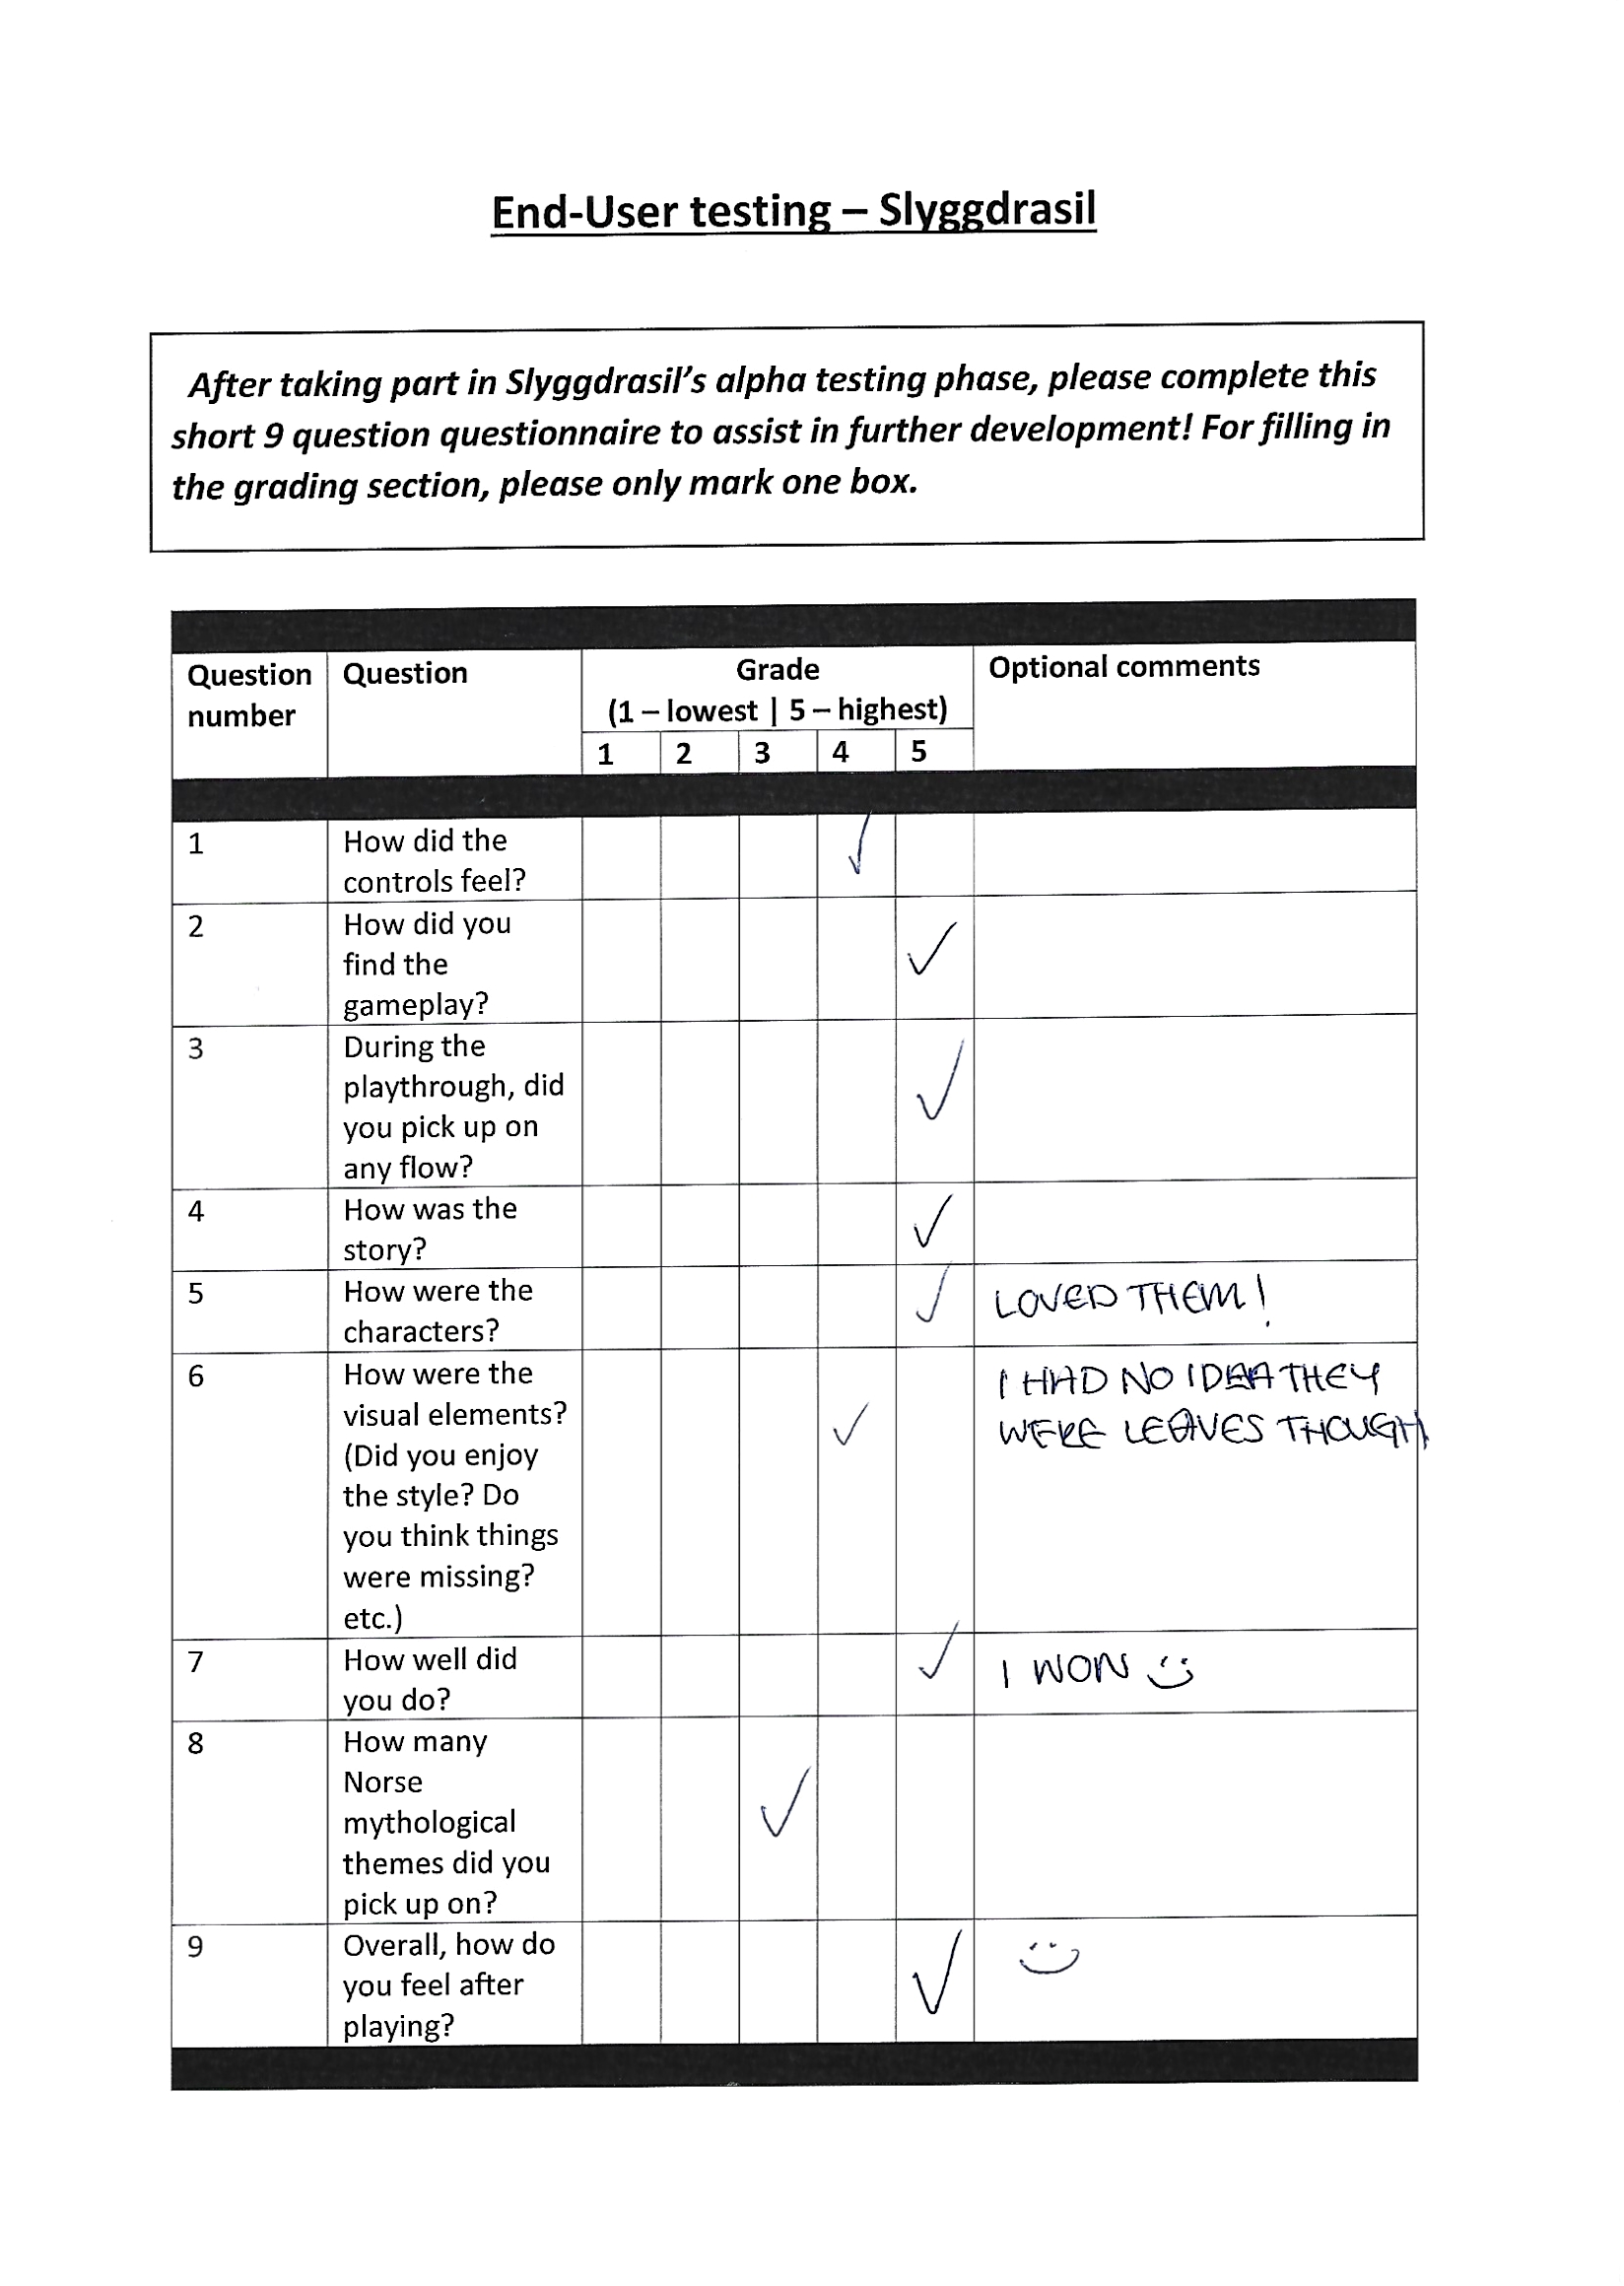 End-User testing – Slyggdrasil
After taking part in Slyggdrasil's alpha testing phase, please complete this
short 9 question questionnaire to assist in further development! For filling in
the grading section, please only mark one box.
Question number
Question
Grade
(1 – lowest | 5 – highest)
Optional comments
1 2 3 4 5
1
How did the
controls feel?
✓
2
How did you
find the
gameplay?
✓
3
During the
playthrough, did
you pick up on
any flow?
✓
4
How was the
story?
✓
5
How were the
characters?
✓
LOVED THEM!
6
How were the
visual elements?
(Did you enjoy
the style? Do
you think things
were missing?
etc.)
✓
I HAD NO IDEA THEY
WERE LEAVES THOUGH
7
How well did
you do?
✓
I WON :)
8
How many
Norse
mythological
themes did you
pick up on?
✓
9
Overall, how do
you feel after
playing?
✓
:)